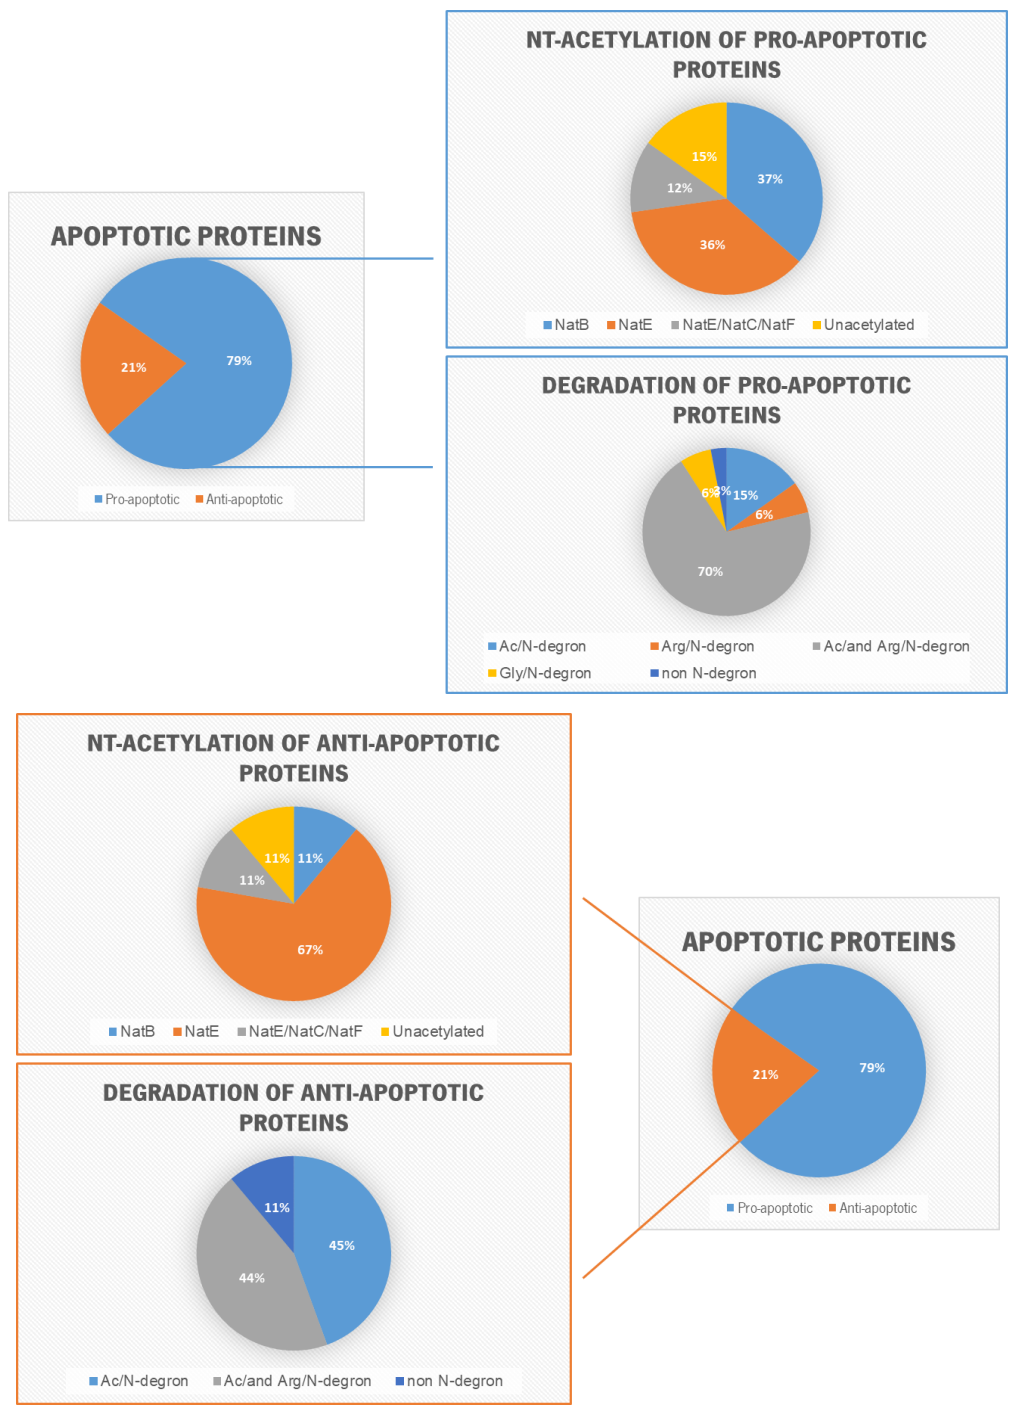 NT-ACETYLATION OF PRO-APOPTOTIC
PROTEINS
15%
37%
12%
36%
NatB NatE NatE/NatC/NatF Unacetylated
APOPTOTIC PROTEINS
79%
21%
Pro-apoptotic Anti-apoptotic
DEGRADATION OF PRO-APOPTOTIC
PROTEINS
6% 3% 15%
6%
70%
Ac/N-degron Arg/N-degron Ac/and Arg/N-degron
Gly/N-degron non N-degron
NT-ACETYLATION OF ANTI-APOPTOTIC
PROTEINS
11% 11%
11%
67%
NatB NatE NatE/NatC/NatF Unacetylated
DEGRADATION OF ANTI-APOPTOTIC
PROTEINS
11%
45%
44%
Ac/N-degron Ac/and Arg/N-degron non N-degron
APOPTOTIC PROTEINS
79%
21%
Pro-apoptotic Anti-apoptotic